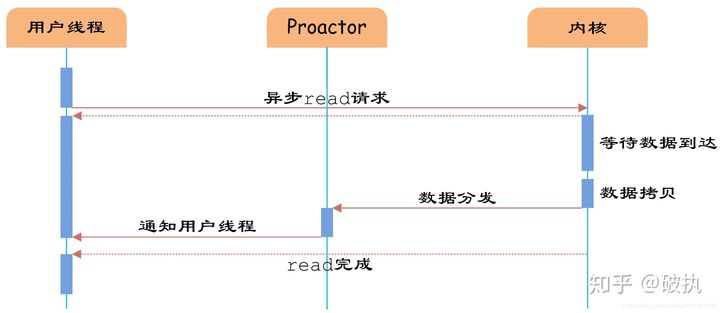 用户线程
Proactor
内核
异步read请求
等待数据到达
数据拷贝
数据分发
通知用户线程
read完成
知乎 @破执